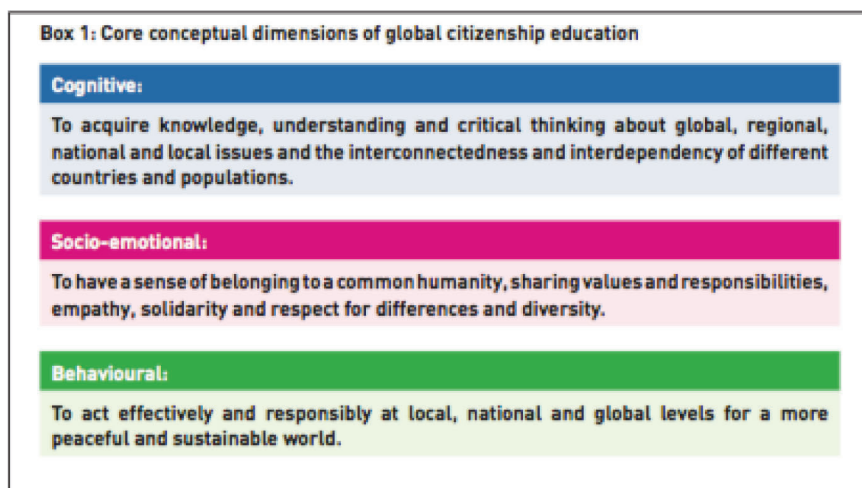 Box 1: Core conceptual dimensions of global citizenship education
Cognitive:
To acquire knowledge, understanding and critical thinking about global, regional,
national and local issues and the interconnectedness and interdependency of different
countries and populations.
Socio-emotional:
To have a sense of belonging to a common humanity, sharing values and responsibilities,
empathy, solidarity and respect for differences and diversity.
Behavioural:
To act effectively and responsibly at local, national and global levels for a more
peaceful and sustainable world.